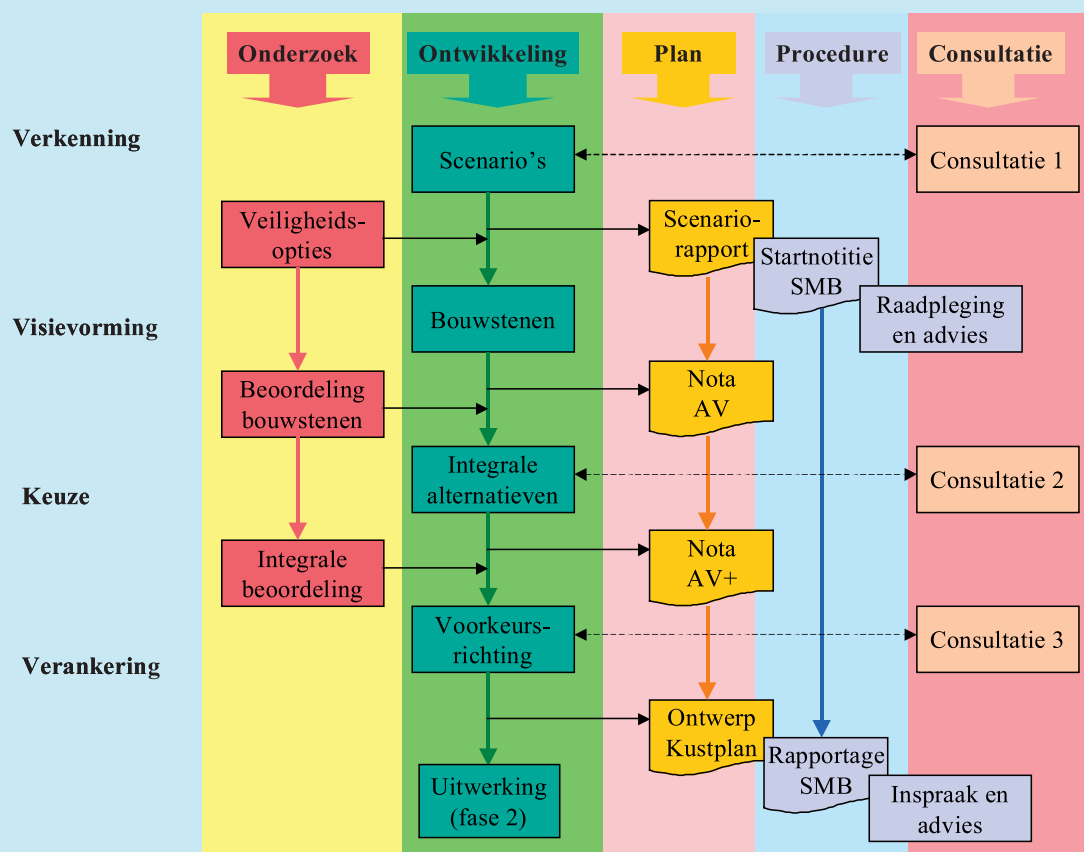 Onderzoek
Ontwikkeling
Plan
Procedure
Consultatie
Verkenning
Scenario’s
Consultatie 1
Veiligheids-
opties
Scenario-
rapport
Startnotitie
SMB
Raadpleging
en advies
Visievorming
Bouwstenen
Beoordeling
bouwstenen
Nota
AV
Keuze
Integrale
alternatieven
Consultatie 2
Integrale
beoordeling
Nota
AV+
Verankering
Voorkeurs-
richting
Consultatie 3
Ontwerp
Kustplan
Rapportage
SMB
Uitwerking
(fase 2)
Inspraak en
advies